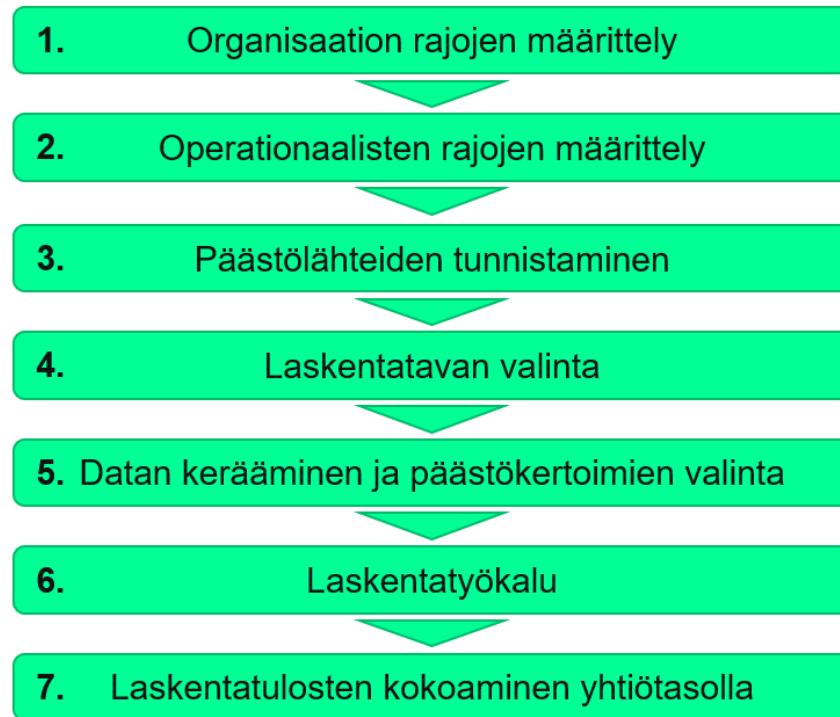 1. Organisaation rajojen määrittely
2. Operationaalisten rajojen määrittely
3. Päästölähteiden tunnistaminen
4. Laskentatavan valinta
5. Datan kerääminen ja päästökertoimien valinta
6. Laskentatyökalu
7. Laskentatulosten kokoaminen yhtiötasolla